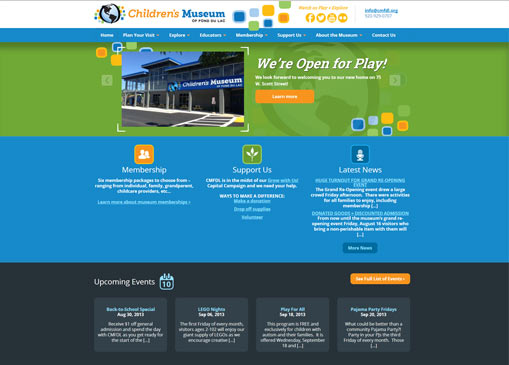 Children's Museum
OF FOND DU LAC
Meet us Play & Explore
info@cmfdl.org
920-929-0707
Home
Plan Your Visit
Explore
Educators
Membership
Support Us
About the Museum
Contact Us
Children's Museum
OF FOND DU LAC
We're Open for Play!
We look forward to welcoming you to our new home on 75
W. Scott Street!
Learn more
Membership
Six membership packages to choose from –
ranging from individual, family, grandparent,
childcare providers, etc...
Learn more about museum memberships >
Support Us
CMFDL is in the midst of our Grow with Us!
Capital Campaign and we need your help.
WAYS TO MAKE A DIFFERENCE:
Make a donation
Drop off supplies
Volunteer
Latest News
HUGE TURNOUT FOR GRAND RE-OPENING
EVENT
The Grand Re-Opening event drew a large
crowd Friday afternoon. There were activities
for all families to enjoy, including
membership [...]
DONATED GOODS = DISCOUNTED ADMISSION
From now until the museum's grand re-
opening event Friday, August 16 visitors who
bring a non-perishable item with them will
[...]
More News
Upcoming Events
10
See Full List of Events ›
Back-to-School Special
Aug 30, 2013
Receive $1 off general
admission and spend the day
with CMFDL as you get ready for
the start of the [...]
LEGO Nights
Sep 06, 2013
The first Friday of every month,
visitors ages 2-102 will enjoy our
giant supply of LEGOs as we
encourage creative [...]
Play For All
Sep 18, 2013
This program is FREE and
exclusively for children with
autism and their families. It is
offered Wednesday, September
18 and [...]
Pajama Party Fridays
Sep 20, 2013
What could be better than a
community Pajama Party?!
Party in your PJs the third
Friday of every month. Those
[...]